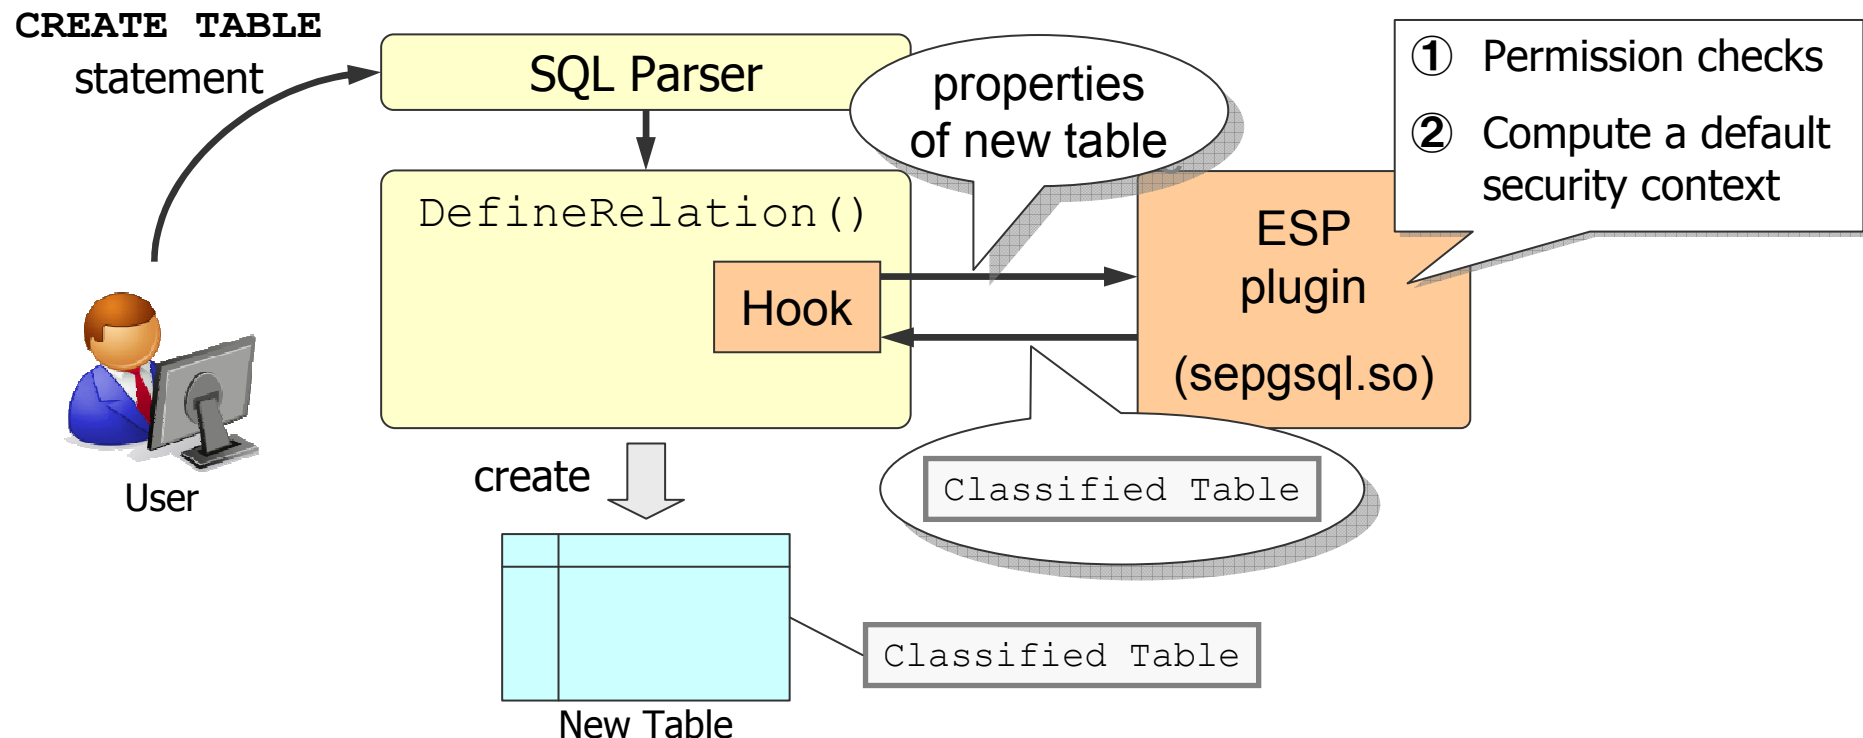 CREATE TABLE
statement
SQL Parser
properties
of new table
① Permission checks
② Compute a default
security context
DefineRelation()
Hook
ESP
plugin
(sepgsql.so)
User
create
Classified Table
Classified Table
New Table